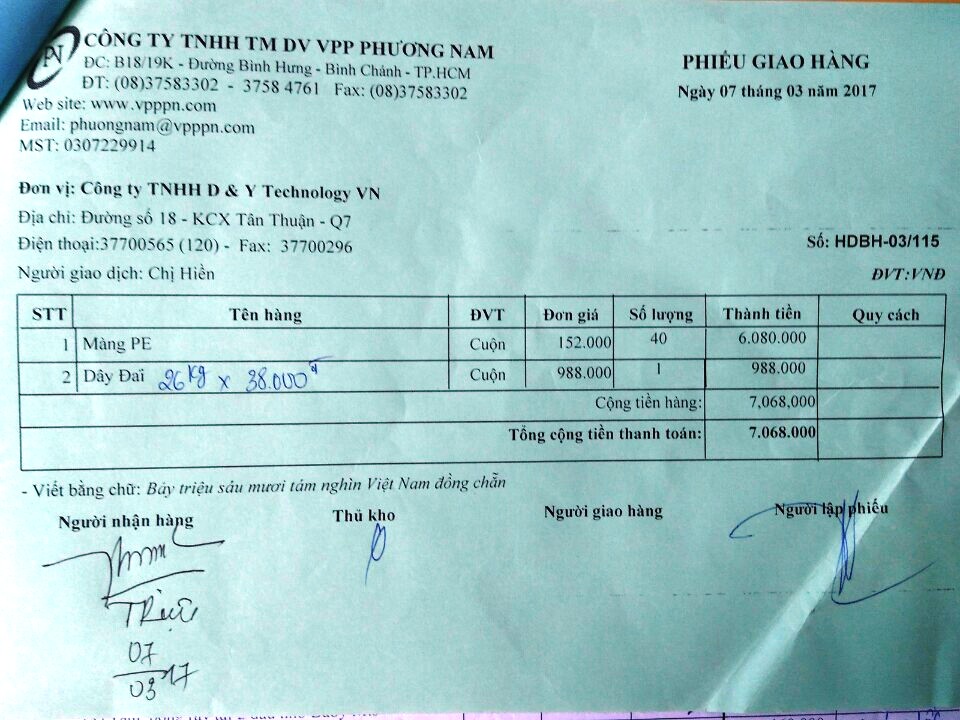 PN
CÔNG TY TNHH TM DV VPP PHƯƠNG NAM
ĐC: B18/19K - Đường Bình Hưng - Bình Chánh - TP.HCM
ĐT: (08)37583302 - 3758 4761 Fax: (08)37583302
Web site: www.vpppn.com
Email: phuongnam@vpppn.com
MST: 0307229914
PHIẾU GIAO HÀNG
Ngày 07 tháng 03 năm 2017
Đơn vị: Công ty TNHH D & Y Technology VN
Địa chỉ: Đường số 18 - KCX Tân Thuận - Q7
Điện thoại:37700565 (120) - Fax: 37700296
Số: HDBH-03/115
Người giao dịch: Chị Hiền
ĐVT:VNĐ
STT Tên hàng ĐVT Đơn giá Số lượng Thành tiền Quy cách
1 Màng PE Cuộn 152.000 40 6.080.000
2 Dây Đai 26 Kg x 38.000đ Cuộn 988.000 1 988.000
Cộng tiền hàng: 7,068,000
Tổng cộng tiền thanh toán: 7.068.000
- Viết bằng chữ: Bảy triệu sáu mươi tám nghìn Việt Nam đồng chẵn
Người nhận hàng Thủ kho Người giao hàng Người lập phiếu
07
03 17